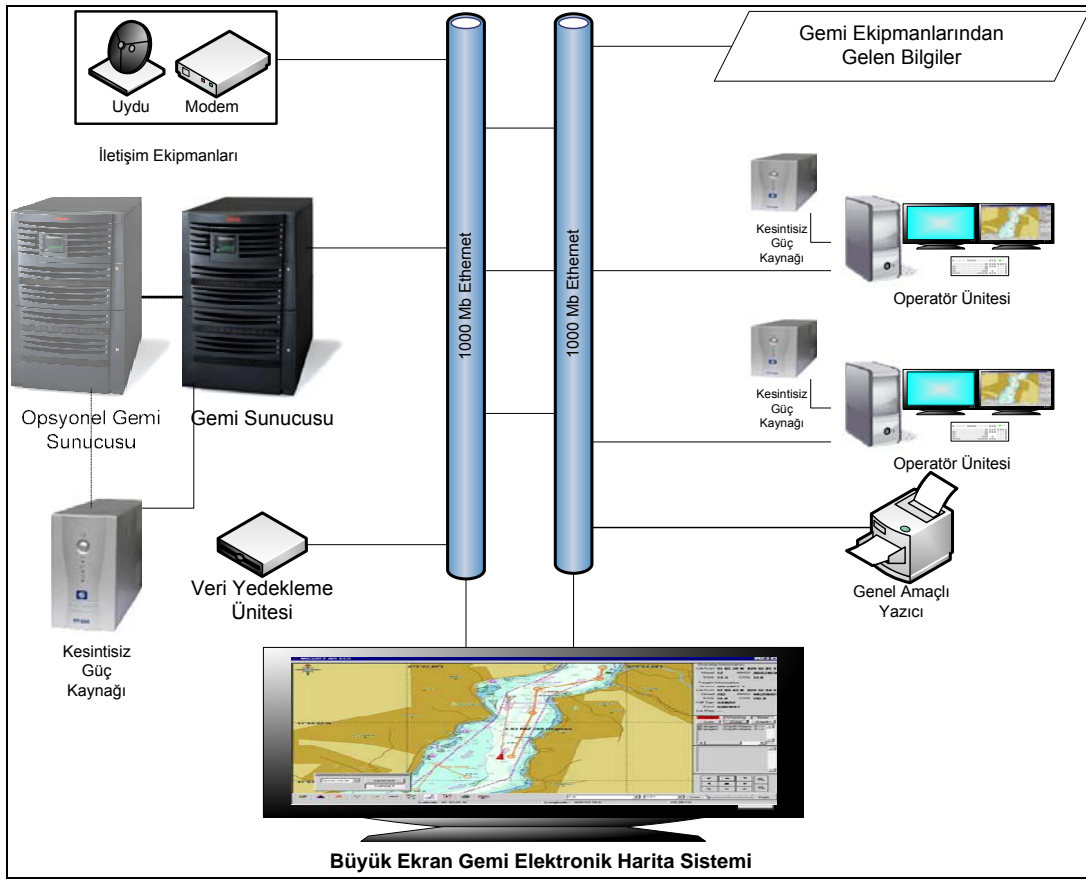 Gemi Ekipmanlarından
Gelen Bilgiler
Uydu
Modem
İletişim Ekipmanları
1000 Mb Ethernet
1000 Mb Ethernet
Kesintisiz
Güç
Kaynağı
Operatör Ünitesi
Opsyonel Gemi
Sunucusu
Gemi Sunucusu
Kesintisiz
Güç
Kaynağı
Operatör Ünitesi
Veri Yedekleme
Ünitesi
Genel Amaçlı
Yazıcı
Kesintisiz
Güç
Kaynağı
Büyük Ekran Gemi Elektronik Harita Sistemi